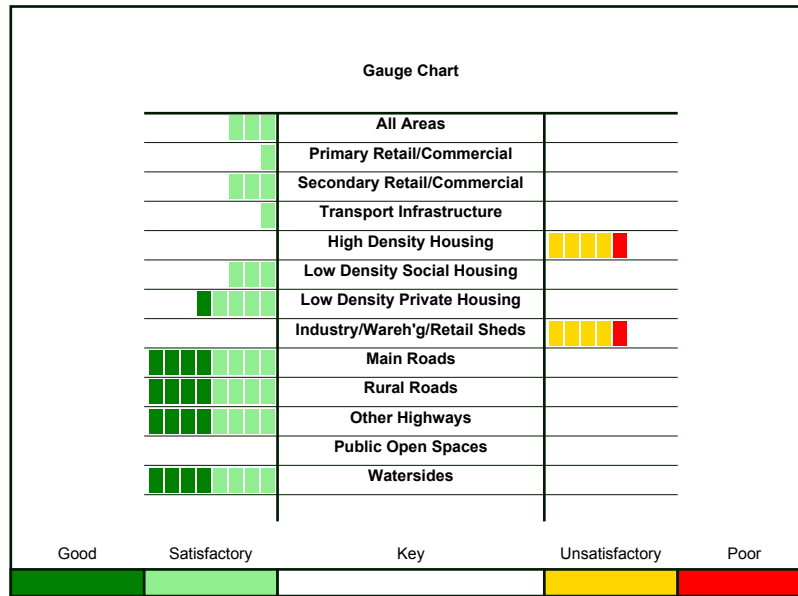 Gauge Chart
All Areas
Primary Retail/Commercial
Secondary Retail/Commercial
Transport Infrastructure
High Density Housing
Low Density Social Housing
Low Density Private Housing
Industry/Wareh'g/Retail Sheds
Main Roads
Rural Roads
Other Highways
Public Open Spaces
Watersides
Good Satisfactory Key Unsatisfactory Poor